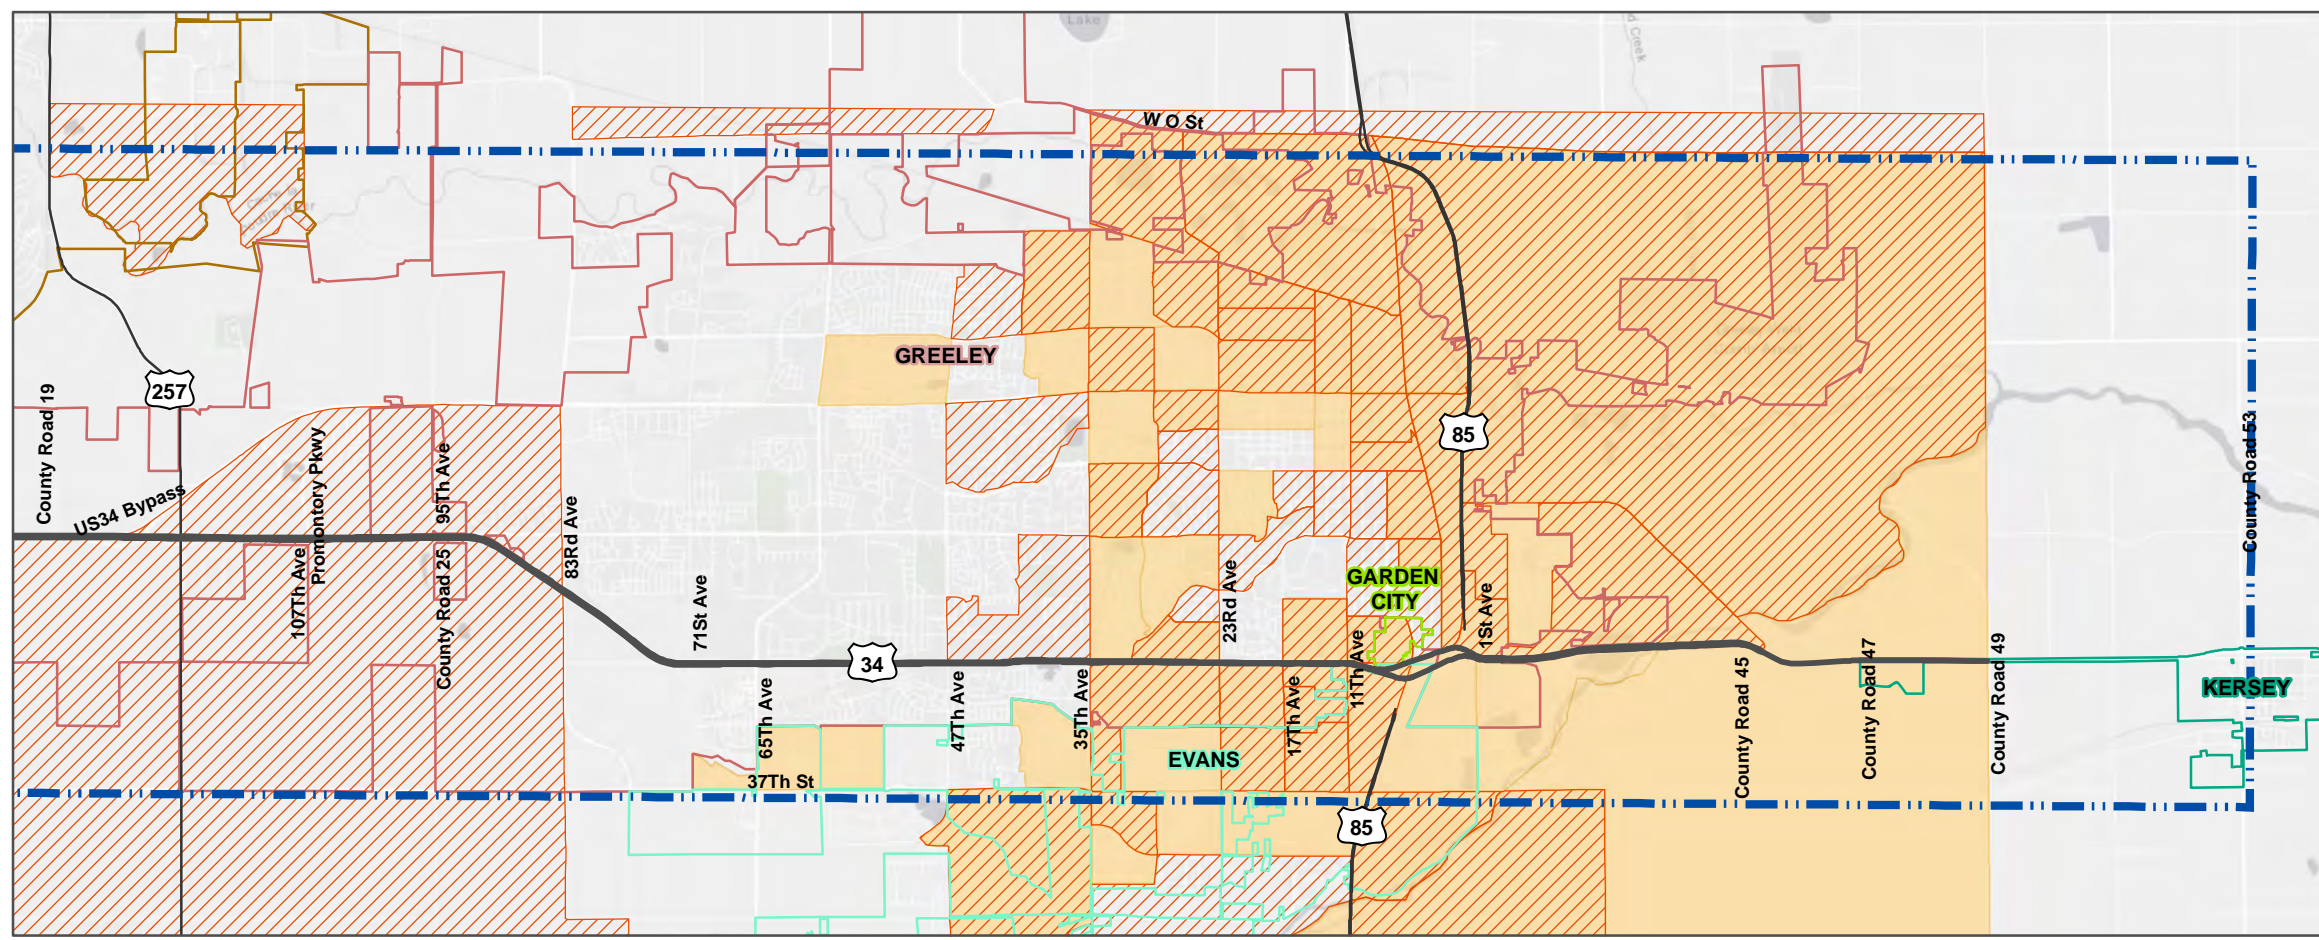 Lake
d Creek
W O St
GREELEY
257
County Road 19
85
County Road 53
Promontory Pkwy
95Th Ave
US34 Bypass
83Rd Ave
107Th Ave
County Road 25
71St Ave
23Rd Ave
GARDEN
CITY
1St Ave
34
11Th Ave
County Road 45
County Road 47
County Road 49
KERSEY
65Th Ave
47Th Ave
35Th Ave
17Th Ave
EVANS
37Th St
85